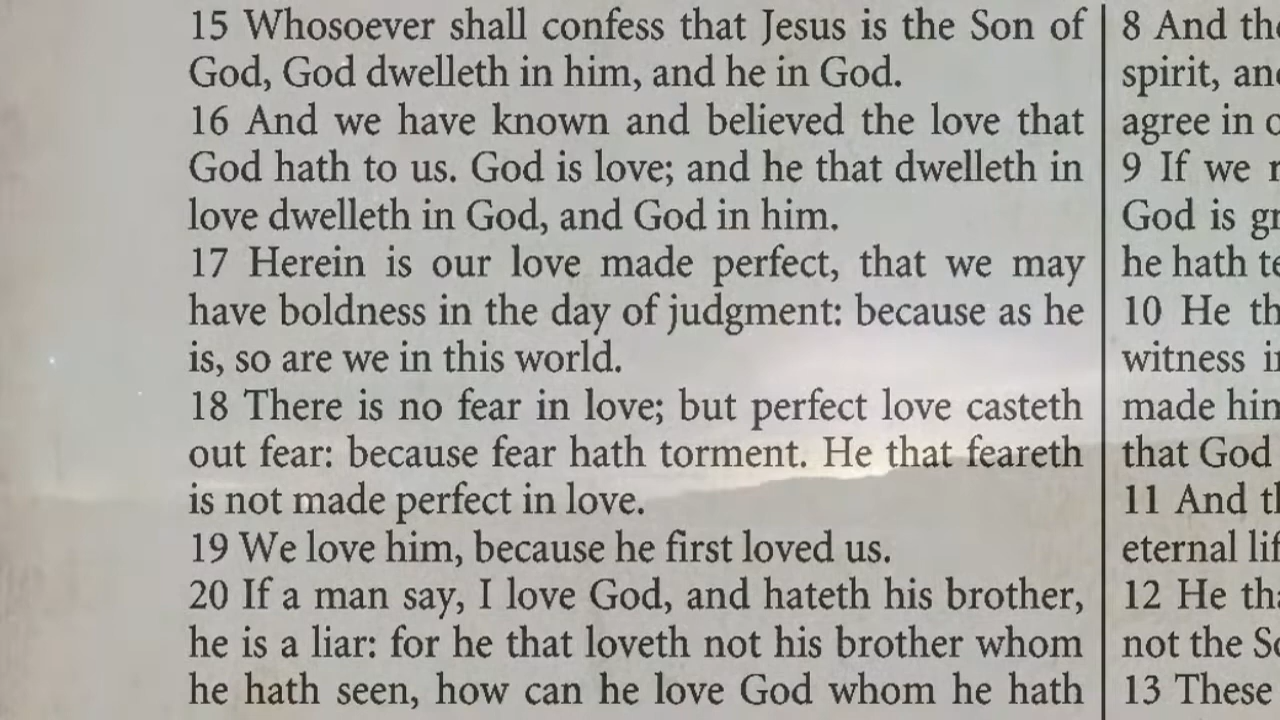 15 Whosoever shall confess that Jesus is the Son of
God, God dwelleth in him, and he in God.
16 And we have known and believed the love that
God hath to us. God is love; and he that dwelleth in
love dwelleth in God, and God in him.
17 Herein is our love made perfect, that we may
have boldness in the day of judgment: because as he
is, so are we in this world.
18 There is no fear in love; but perfect love casteth
out fear: because fear hath torment. He that feareth
is not made perfect in love.
19 We love him, because he first loved us.
20 If a man say, I love God, and hateth his brother,
he is a liar: for he that loveth not his brother whom
he hath seen, how can he love God whom he hath
8 And
spirit,
agree in
9 If we
God is
he hath
10 He
witness
made
that God
11 And
eternal
12 He
not the
13 These